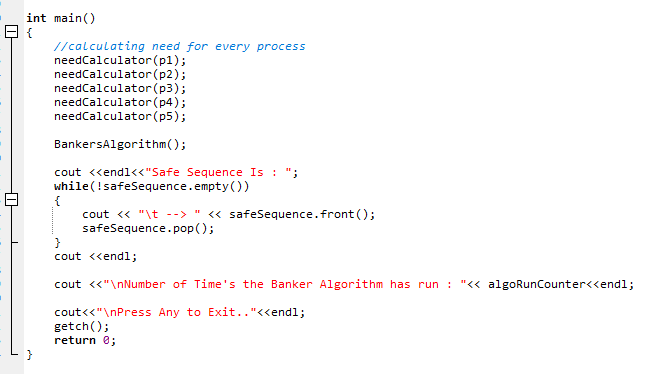 int main()
{
//calculating need for every process
needCalculator(p1);
needCalculator(p2);
needCalculator(p3);
needCalculator(p4);
needCalculator(p5);
BankersAlgorithm();
cout <<endl<<"Safe Sequence Is : ";
while(!safeSequence.empty())
{
cout << "\t --> " << safeSequence.front();
safeSequence.pop();
}
cout <<endl;
cout <<"\nNumber of Time's the Banker Algorithm has run : "<< algoRunCounter<<endl;
cout<<"\nPress Any to Exit.."<<endl;
getch();
return 0;
}